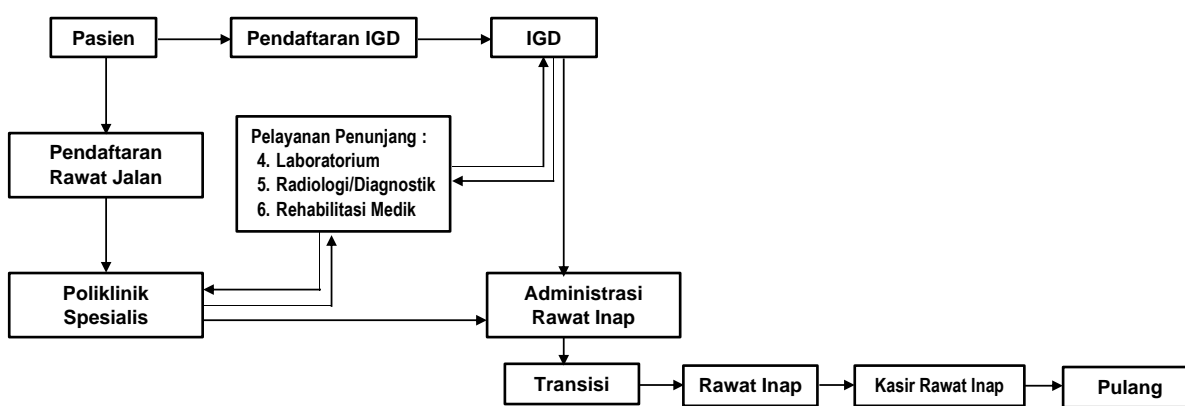 Pasien
Pendaftaran IGD
IGD
Pendaftaran
Rawat Jalan
Pelayanan Penunjang :
4. Laboratorium
5. Radiologi/Diagnostik
6. Rehabilitasi Medik
Poliklinik
Spesialis
Administrasi
Rawat Inap
Transisi
Rawat Inap
Kasir Rawat Inap
Pulang